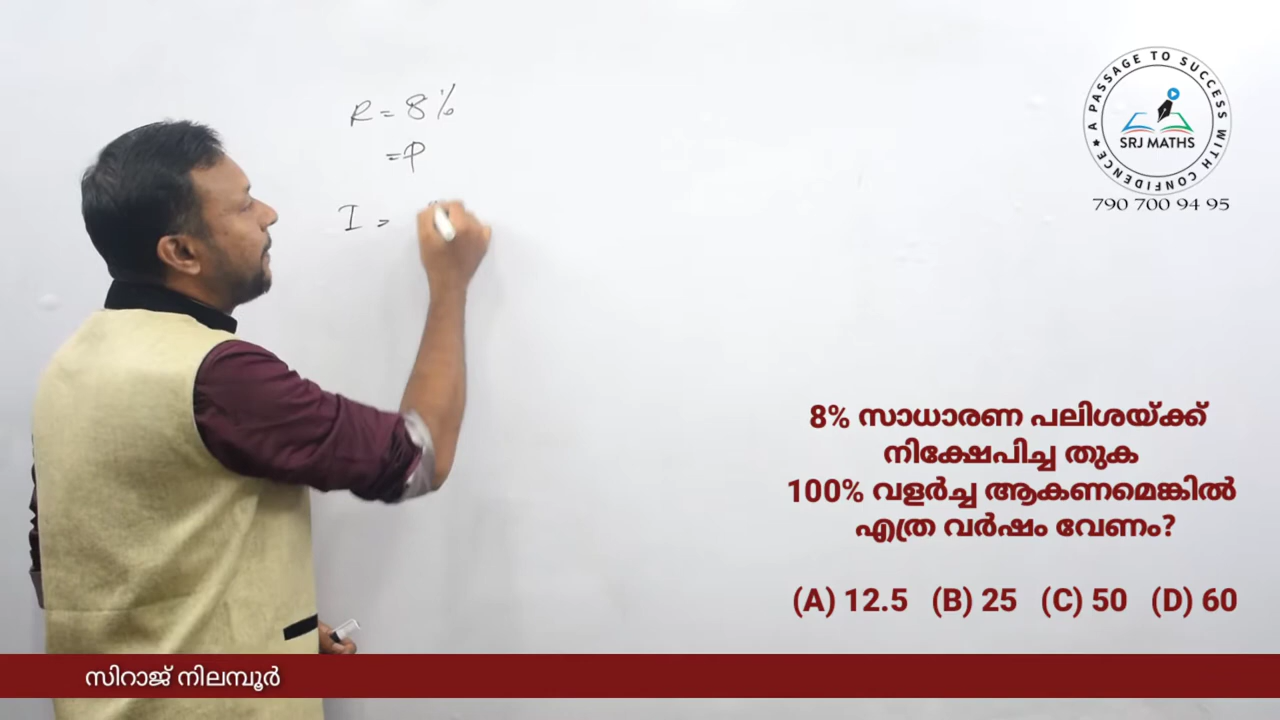 R = 8%
= P
I =
A PASSAGE TO SUCCESS WITH CONFIDENCE
SRJ MATHS
790 700 94 95
8% സാധാരണ പലിശയ്ക്ക്
നിക്ഷേപിച്ച തുക
100% വളർച്ച ആകണമെങ്കിൽ
എത്ര വർഷം വേണം?
(A) 12.5 (B) 25 (C) 50 (D) 60
സിറാജ് നിലമ്പൂർ